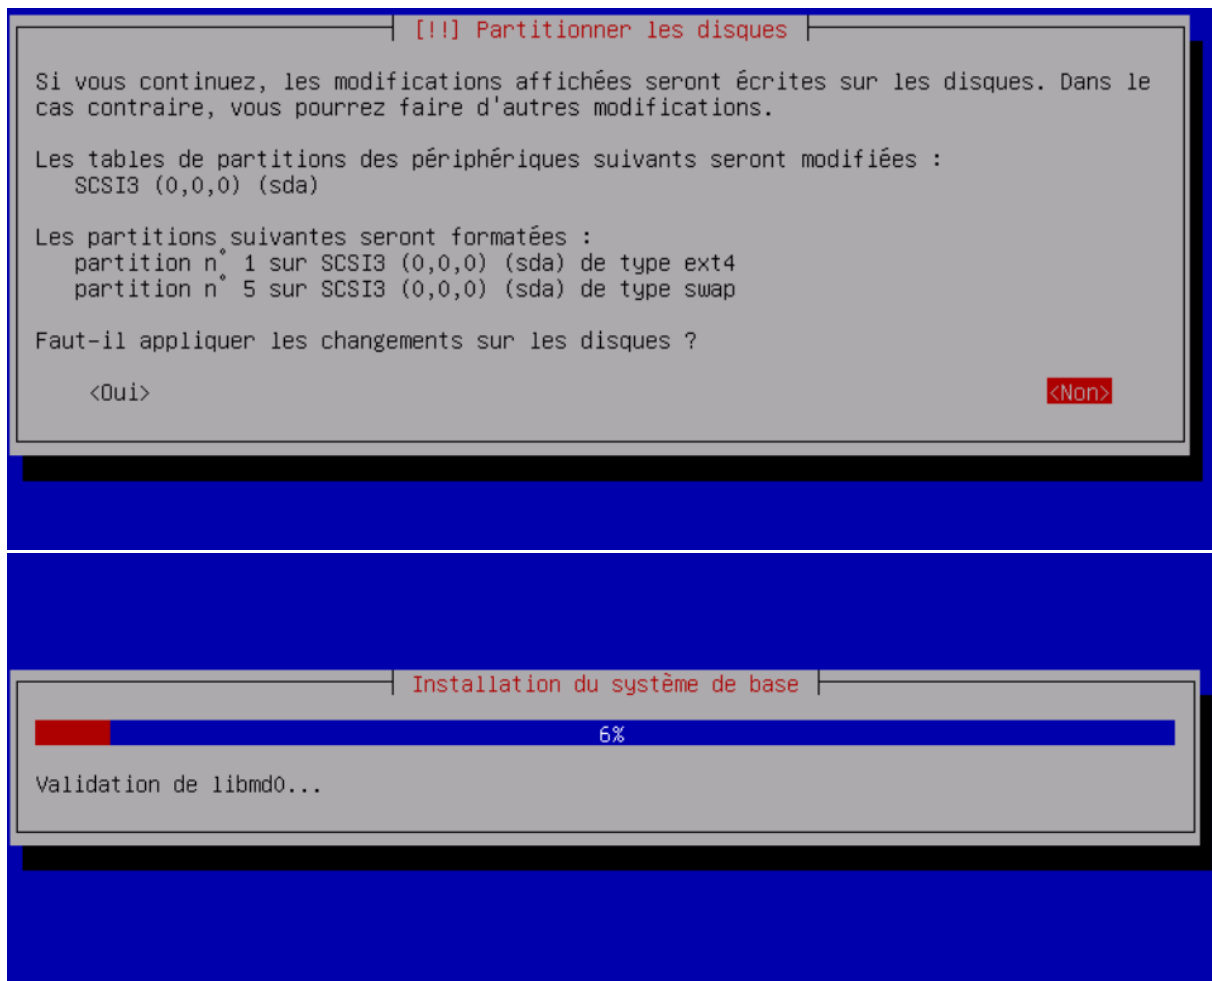 [!!] Partitionner les disques
Si vous continuez, les modifications affichées seront écrites sur les disques. Dans le
cas contraire, vous pourrez faire d'autres modifications.
Les tables de partitions des périphériques suivants seront modifiées :
SCSI3 (0,0,0) (sda)
Les partitions suivantes seront formatées :
partition n° 1 sur SCSI3 (0,0,0) (sda) de type ext4
partition n° 5 sur SCSI3 (0,0,0) (sda) de type swap
Faut-il appliquer les changements sur les disques ?
<Oui> <Non>
Installation du système de base
6%
Validation de libmd0...